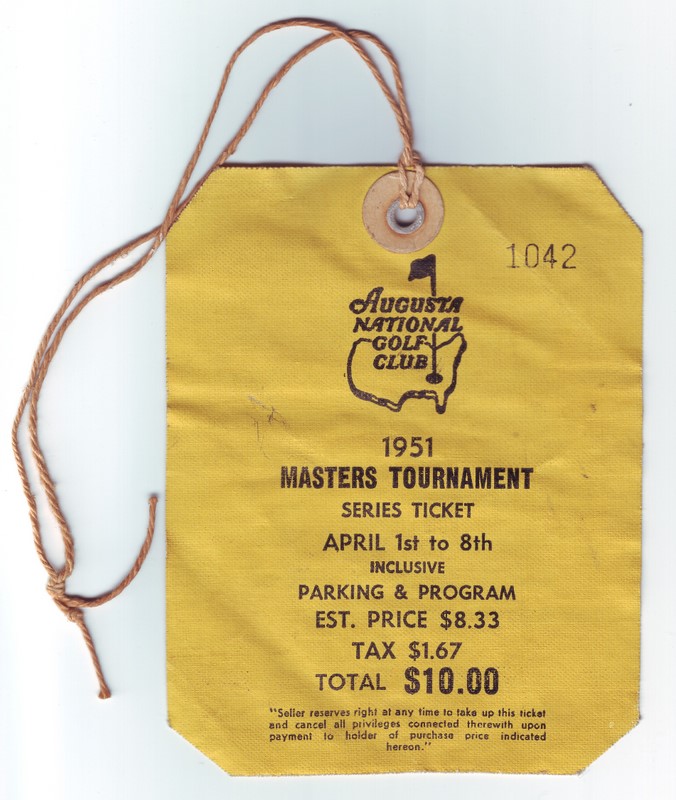 1042
AUGUSTA
NATIONAL
GOLF
CLUB
1951
MASTERS TOURNAMENT
SERIES TICKET
APRIL 1st to 8th
INCLUSIVE
PARKING & PROGRAM
EST. PRICE $8.33
TAX $1.67
TOTAL $10.00
"Seller reserves right at any time to take up this ticket
and cancel all privileges connected therewith upon
payment to holder of purchase price indicated
hereon."